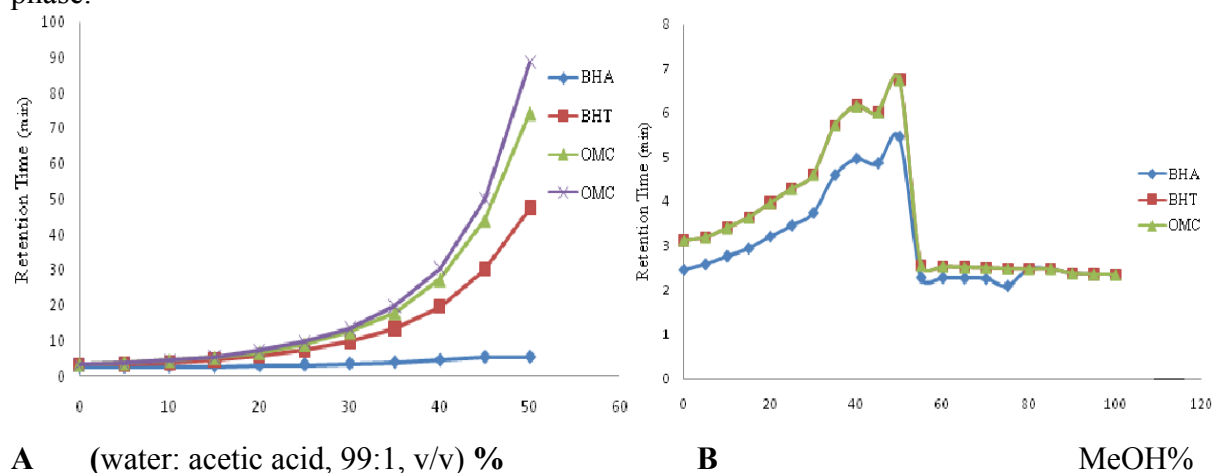 phase.
100
90
80
70
60
50
40
30
20
10
0
Retention Time (min)
0 10 20 30 40 50 60
BHA
BHT
OMC
OMC
8
7
6
5
4
3
2
1
0
Retention Time (min)
0 20 40 60 80 100 120
BHA
BHT
OMC
A (water: acetic acid, 99:1, v/v) % B MeOH%